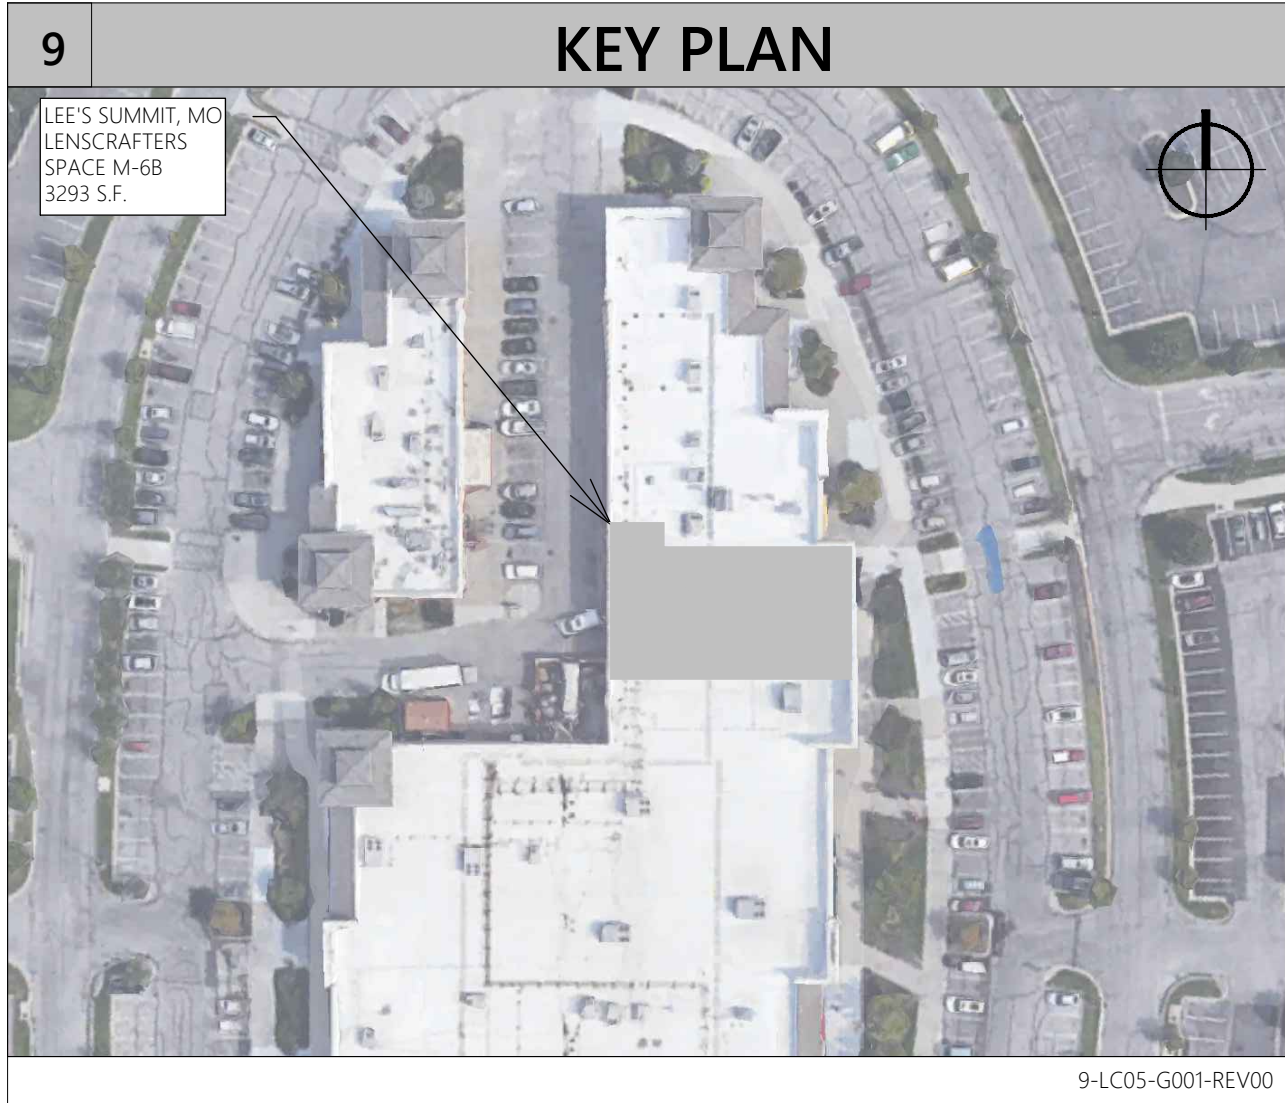 9
KEY PLAN
LEE'S SUMMIT, MO
LENSCRAFTERS
SPACE M-6B
3293 S.F.
9-LC05-G001-REV00